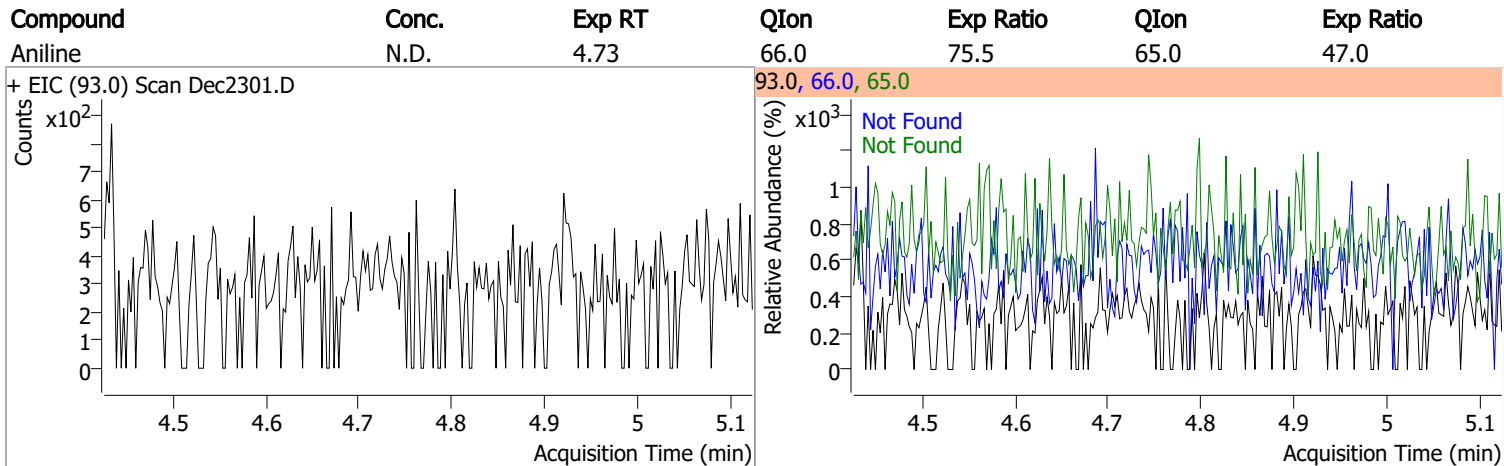 Compound Conc. Exp RT QIon Exp Ratio QIon Exp Ratio
Aniline N.D. 4.73 66.0 75.5 65.0 47.0
+ EIC (93.0) Scan Dec2301.D
Counts
x10²
7
6
5
4
3
2
1
0
4.5 4.6 4.7 4.8 4.9 5 5.1
Acquisition Time (min)
93.0, 66.0, 65.0
Relative Abundance (%)
x10³
Not Found
Not Found
1
0.8
0.6
0.4
0.2
0
4.5 4.6 4.7 4.8 4.9 5 5.1
Acquisition Time (min)